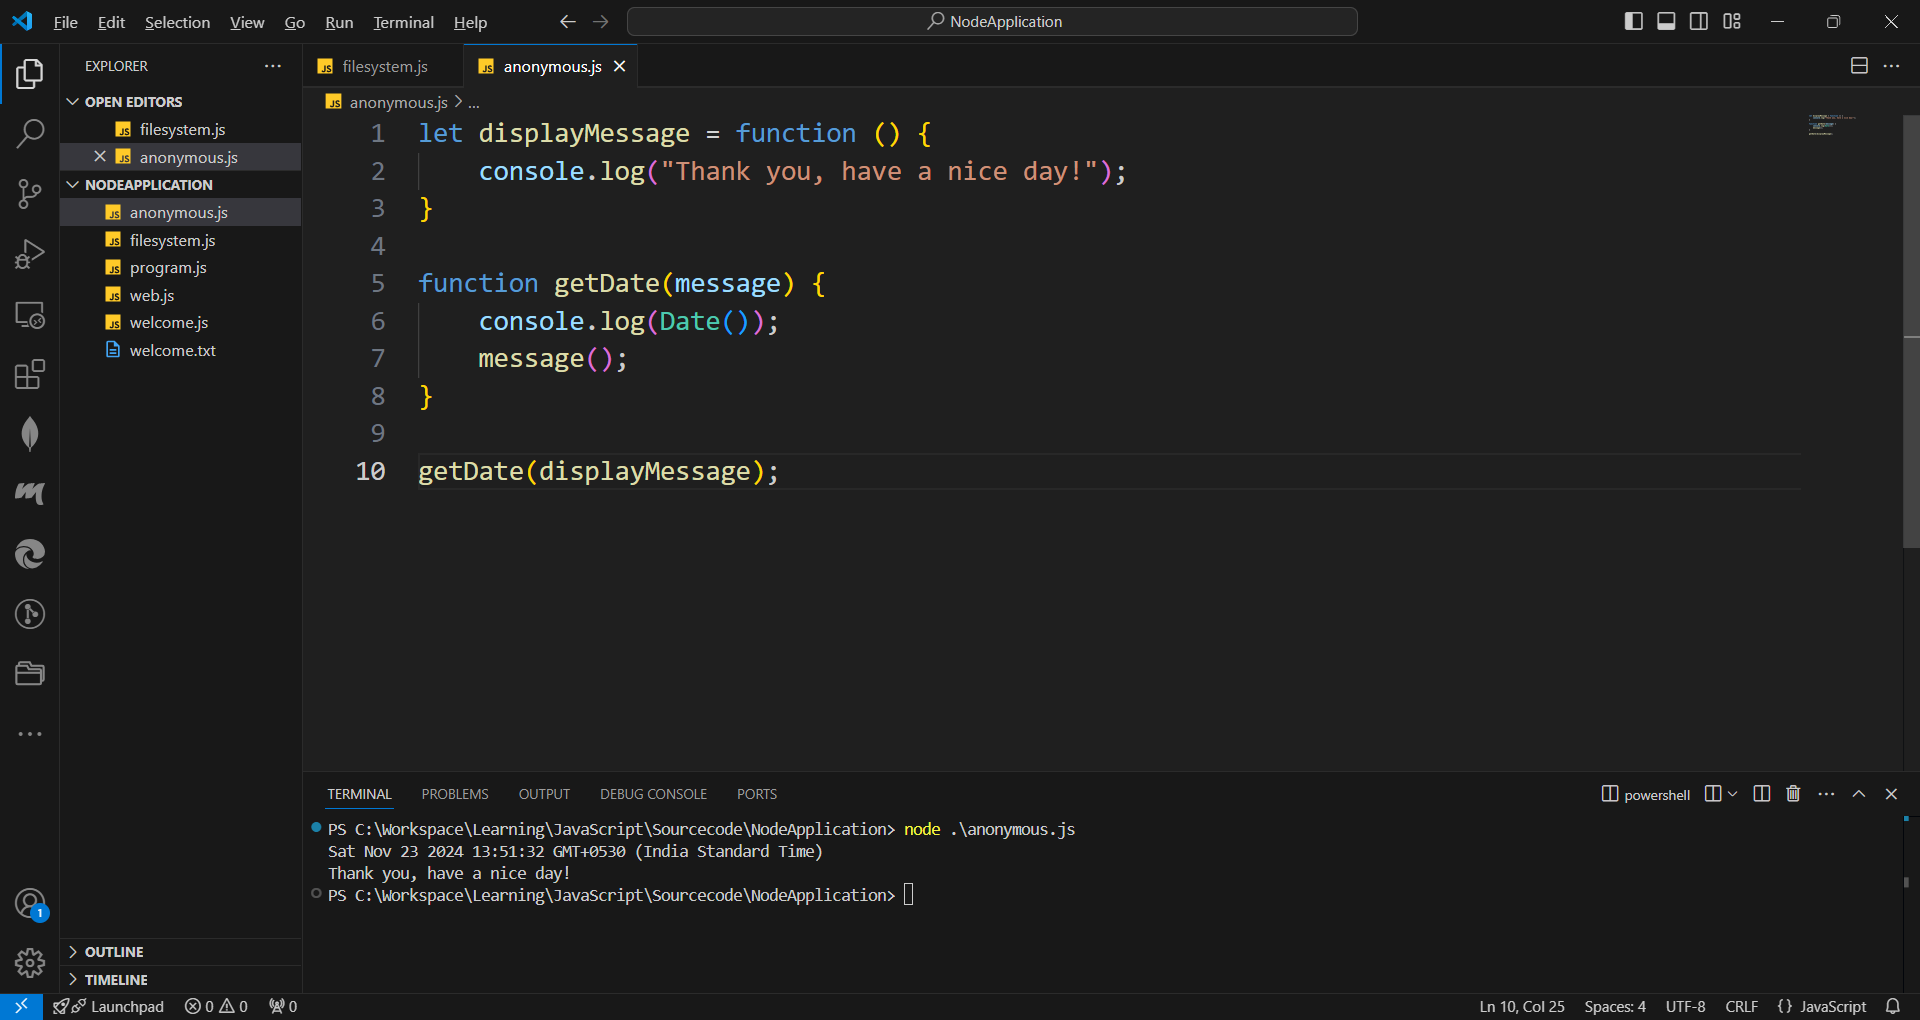 File Edit Selection View Go Run Terminal Help
NodeApplication
EXPLORER
OPEN EDITORS
filesystem.js
anonymous.js
NODEAPPLICATION
anonymous.js
filesystem.js
program.js
web.js
welcome.js
welcome.txt
OUTLINE
TIMELINE
filesystem.js anonymous.js
anonymous.js > ...
1 let displayMessage = function () {
2 console.log("Thank you, have a nice day!");
3 }
4
5 function getDate(message) {
6 console.log(Date());
7 message();
8 }
9
10 getDate(displayMessage);
TERMINAL PROBLEMS OUTPUT DEBUG CONSOLE PORTS
powershell
PS C:\Workspace\Learning\JavaScript\Sourcecode\NodeApplication> node .\anonymous.js
Sat Nov 23 2024 13:51:32 GMT+0530 (India Standard Time)
Thank you, have a nice day!
PS C:\Workspace\Learning\JavaScript\Sourcecode\NodeApplication>
1
Launchpad 0 0 0
Ln 10, Col 25 Spaces: 4 UTF-8 CRLF {} JavaScript